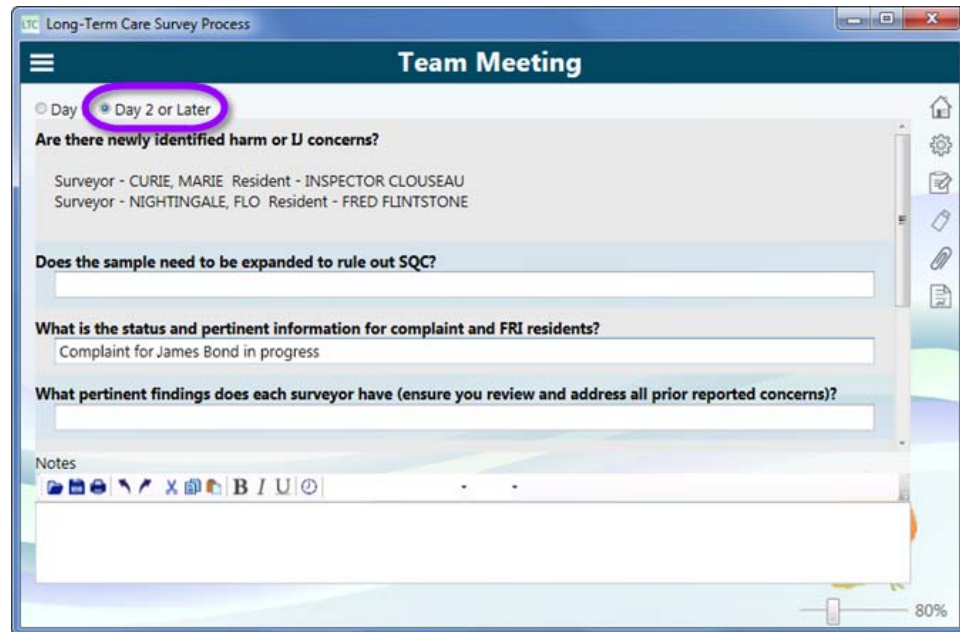 LTC Long-Term Care Survey Process
Team Meeting
Day
Day 2 or Later
Are there newly identified harm or IJ concerns?
Surveyor - CURIE, MARIE Resident - INSPECTOR CLOUSEAU
Surveyor - NIGHTINGALE, FLO Resident - FRED FLINTSTONE
Does the sample need to be expanded to rule out SQC?
What is the status and pertinent information for complaint and FRI residents?
Complaint for James Bond in progress
What pertinent findings does each surveyor have (ensure you review and address all prior reported concerns)?
Notes
B I U
80%